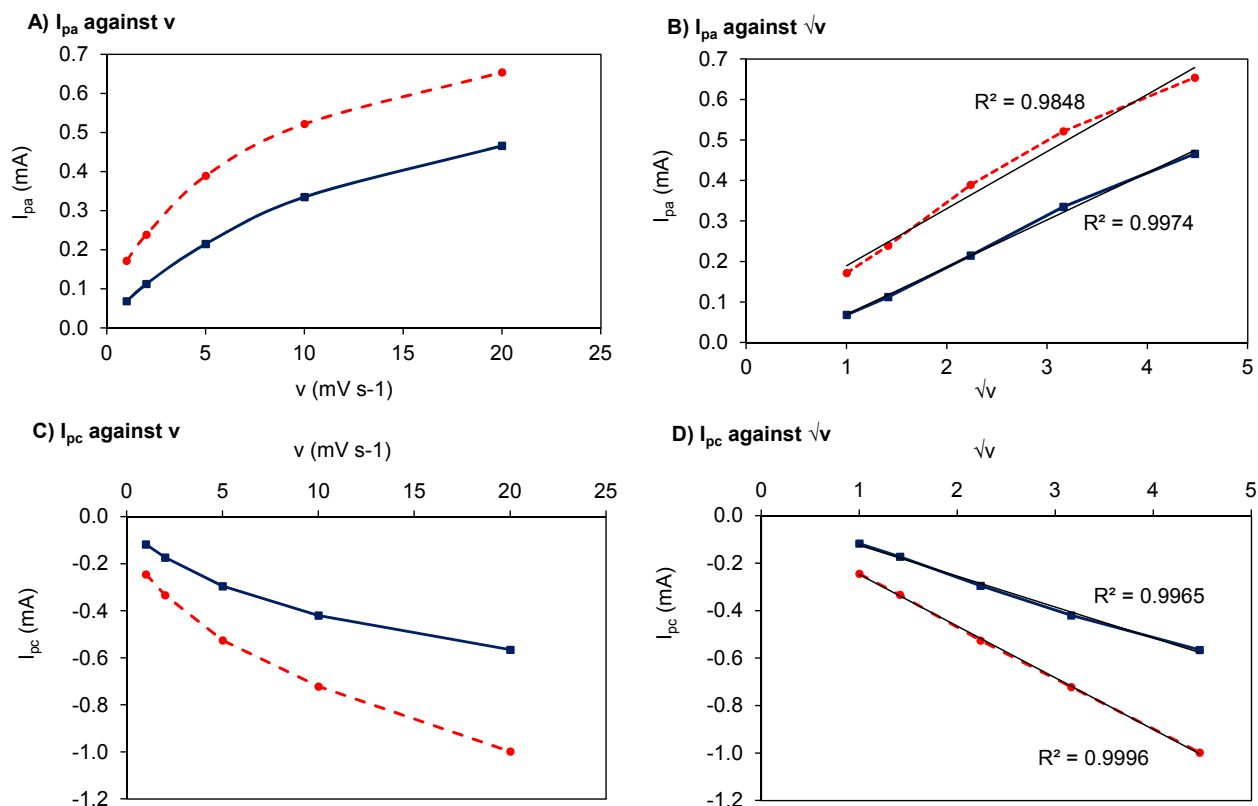 A) Ipa against v
0.7
0.6
0.5
0.4
0.3
0.2
0.1
0.0
Ipa (mA)
0 5 10 15 20 25
v (mV s-1)
B) Ipa against √v
0.7
0.6
0.5
0.4
0.3
0.2
0.1
0.0
Ipa (mA)
R² = 0.9848
R² = 0.9974
0 1 2 3 4 5
√v
C) Ipc against v
v (mV s-1)
0 5 10 15 20 25
0.0
-0.2
-0.4
-0.6
-0.8
-1.0
-1.2
Ipc (mA)
D) Ipc against √v
√v
0 1 2 3 4 5
0.0
-0.2
-0.4
-0.6
-0.8
-1.0
-1.2
Ipc (mA)
R² = 0.9965
R² = 0.9996